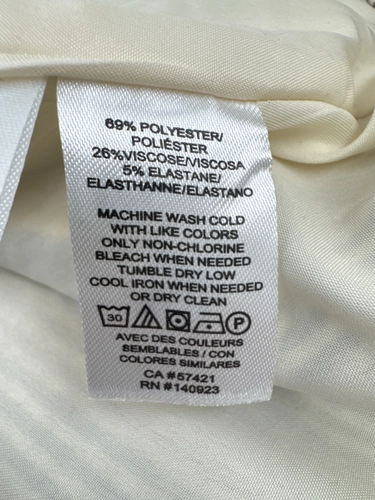 69% POLYESTER/
POLIÉSTER
26%VISCOSE/VISCOSA
5% ELASTANE/
ELASTHANNE/ELASTANO
MACHINE WASH COLD
WITH LIKE COLORS
ONLY NON-CHLORINE
BLEACH WHEN NEEDED
TUMBLE DRY LOW
COOL IRON WHEN NEEDED
OR DRY CLEAN
30 P
AVEC DES COULEURS
SEMBLABLES / CON
COLORES SIMILARES
CA #57421
RN #140923